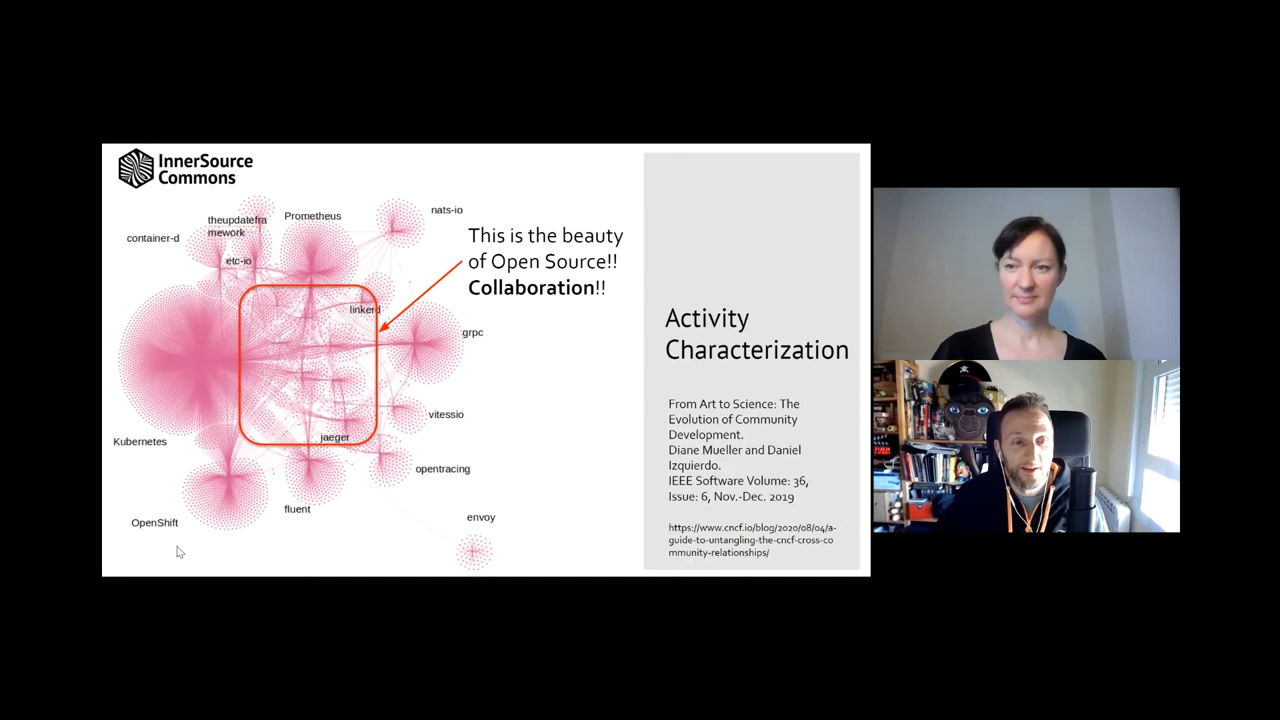 InnerSource
Commons
theupdatefra
mework
Prometheus
nats-io
container-d
etc-io
This is the beauty
of Open Source!!
Collaboration!!
linkerd
grpc
vitessio
Kubernetes
jaeger
opentracing
fluent
OpenShift
envoy
Activity
Characterization
From Art to Science: The
Evolution of Community
Development.
Diane Mueller and Daniel
Izquierdo.
IEEE Software Volume: 36,
Issue: 6, Nov.-Dec. 2019
https://www.cncf.io/blog/2020/08/04/a-
guide-to-untangling-the-cncf-cross-co
mmunity-relationships/